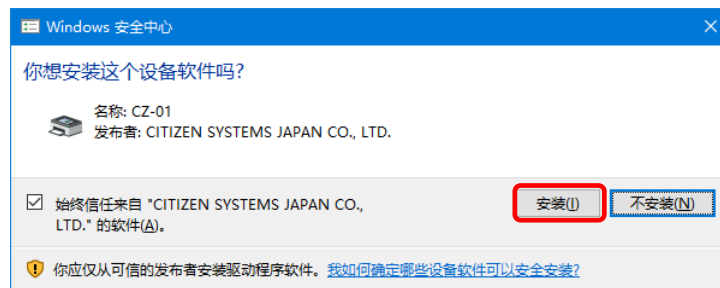 Windows 安全中心
你想安装这个设备软件吗?
名称: CZ-01
发布者: CITIZEN SYSTEMS JAPAN CO., LTD.
始终信任来自 "CITIZEN SYSTEMS JAPAN CO.,
LTD." 的软件(A)。
安装(I)
不安装(N)
你应仅从可信的发布者安装驱动程序软件。我如何确定哪些设备软件可以安全安装?